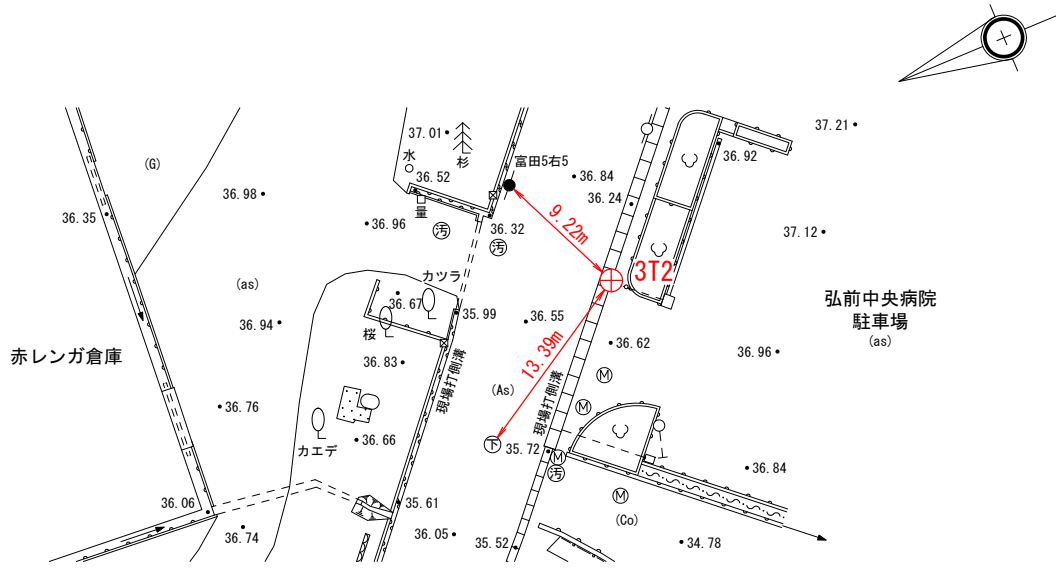 37.21
37.01
杉
水
富田5右5
36.92
(G)
36.52
36.84
36.98
量
36.24
36.35
36.96
汚
36.32
汚
9.22m
37.12
3T2
カツラ
(as)
36.67
弘前中央病院
駐車場
(as)
35.99
36.55
36.94
桜
36.62
36.96
赤レンガ倉庫
36.83
13.39m
現場打側溝
(As)
現場打側溝
M
36.76
M
カエデ
36.66
下
35.72
M
汚
36.84
M
36.06
35.61
(Co)
36.74
36.05
35.52
34.78